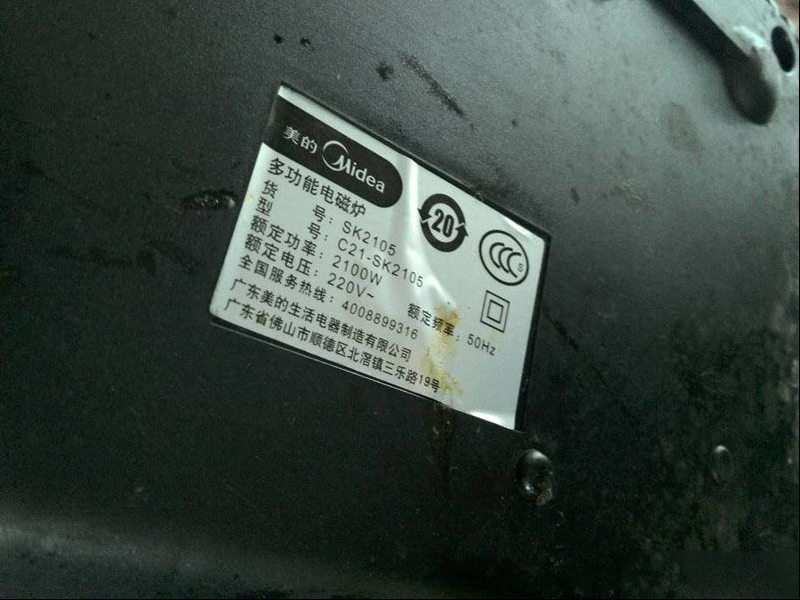 美的 Midea
多功能电磁炉
货 号: SK2105
型 号: C21-SK2105
额定功率: 2100W
额定电压: 220V~ 额定频率: 50Hz
全国服务热线: 4008899316
广东美的生活电器制造有限公司
广东省佛山市顺德区北滘镇三乐路19号
20
CCC S